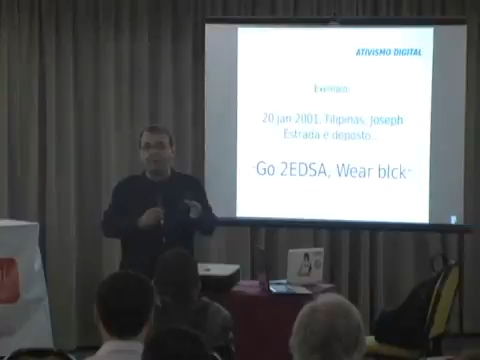 ATIVISMO DIGITAL
Exemplo:
20 jan 2001, Filipinas, Joseph
Estrada é deposto...
"Go 2EDSA, Wear blck"